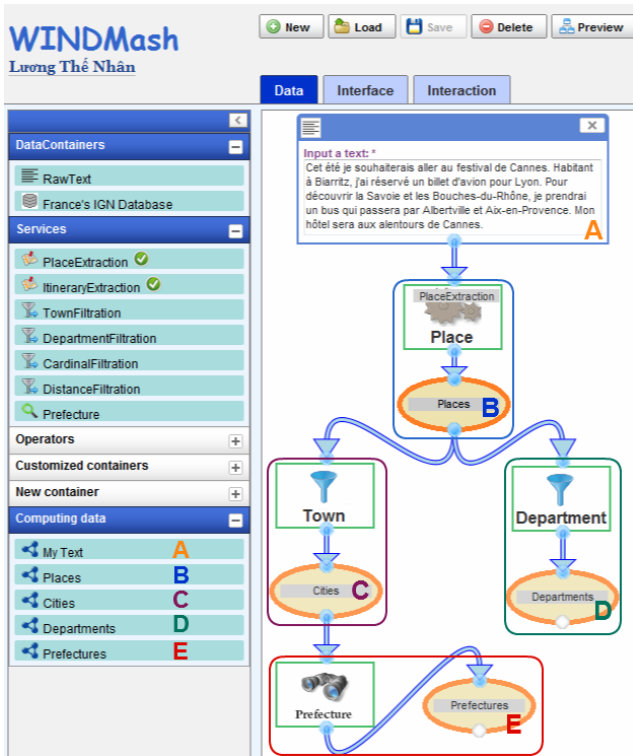 WINDMash
Lương Thế Nhân
New
Load
Save
Delete
Preview
Data
Interface
Interaction
DataContainers
RawText
France's IGN Database
Services
PlaceExtraction
ItineraryExtraction
TownFiltration
DepartmentFiltration
CardinalFiltration
DistanceFiltration
Prefecture
Operators
Customized containers
New container
Computing data
My Text A
Places B
Cities C
Departments D
Prefectures E
Input a text: *
Cet été je souhaiterais aller au festival de Cannes. Habitant
à Biarritz, j'ai réservé un billet d'avion pour Lyon. Pour
découvrir la Savoie et les Bouches-du-Rhône, je prendrai
un bus qui passera par Albertville et Aix-en-Provence. Mon
hôtel sera aux alentours de Cannes.
A
PlaceExtraction
Place
Places B
Town
Department
Cities C
Departments
D
Prefecture
Prefectures
E